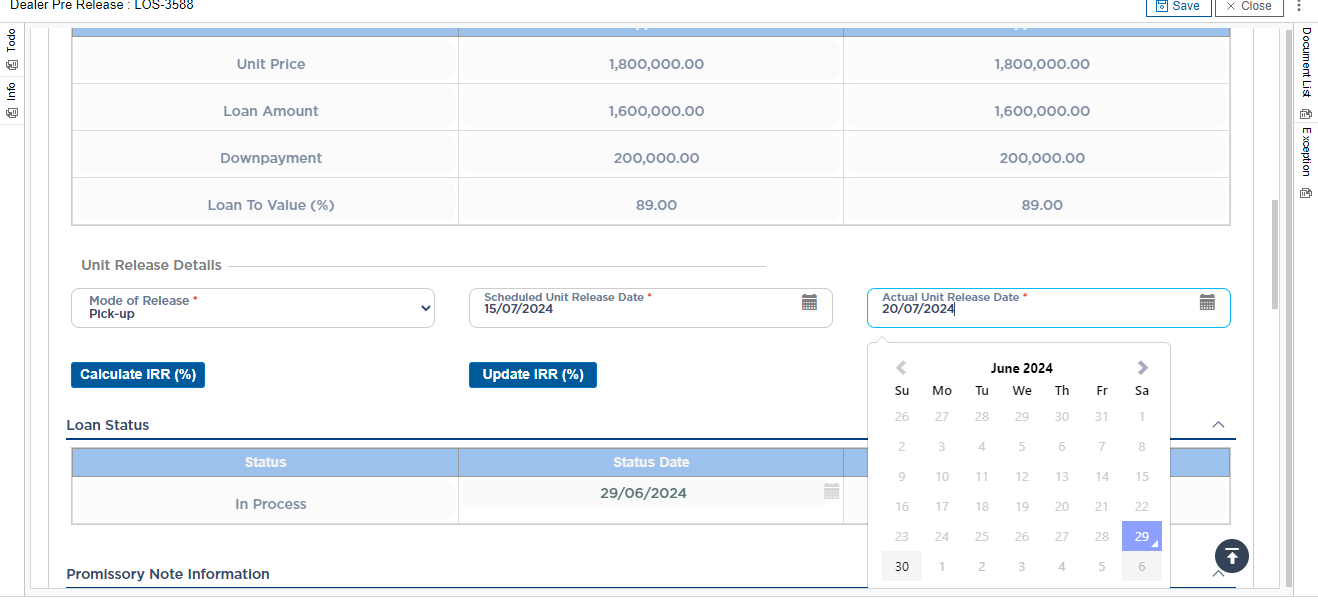 Dealer Pre Release : LOS-3588
Save
Close
Todo
Info
Document List
Exception
Unit Price 1,800,000.00 1,800,000.00
Loan Amount 1,600,000.00 1,600,000.00
Downpayment 200,000.00 200,000.00
Loan To Value (%) 89.00 89.00
Unit Release Details
Mode of Release *
Pick-up
Scheduled Unit Release Date *
15/07/2024
Actual Unit Release Date *
20/07/2024
Calculate IRR (%)
Update IRR (%)
June 2024
Su Mo Tu We Th Fr Sa
26 27 28 29 30 31 1
2 3 4 5 6 7 8
9 10 11 12 13 14 15
16 17 18 19 20 21 22
23 24 25 26 27 28 29
30 1 2 3 4 5 6
Loan Status
Status Status Date
In Process 29/06/2024
Promissory Note Information